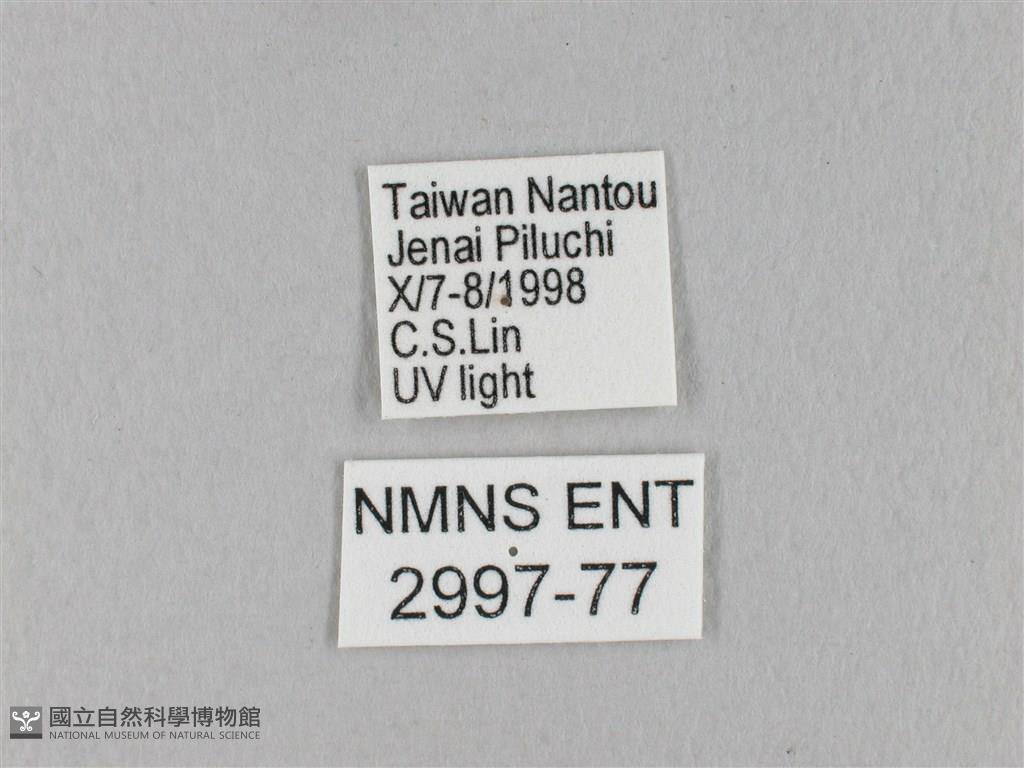 Taiwan Nantou
Jenai Piluchi
X/7-8/1998
C.S.Lin
UV light
NMNS ENT
2997-77
國立自然科學博物館
NATIONAL MUSEUM OF NATURAL SCIENCE